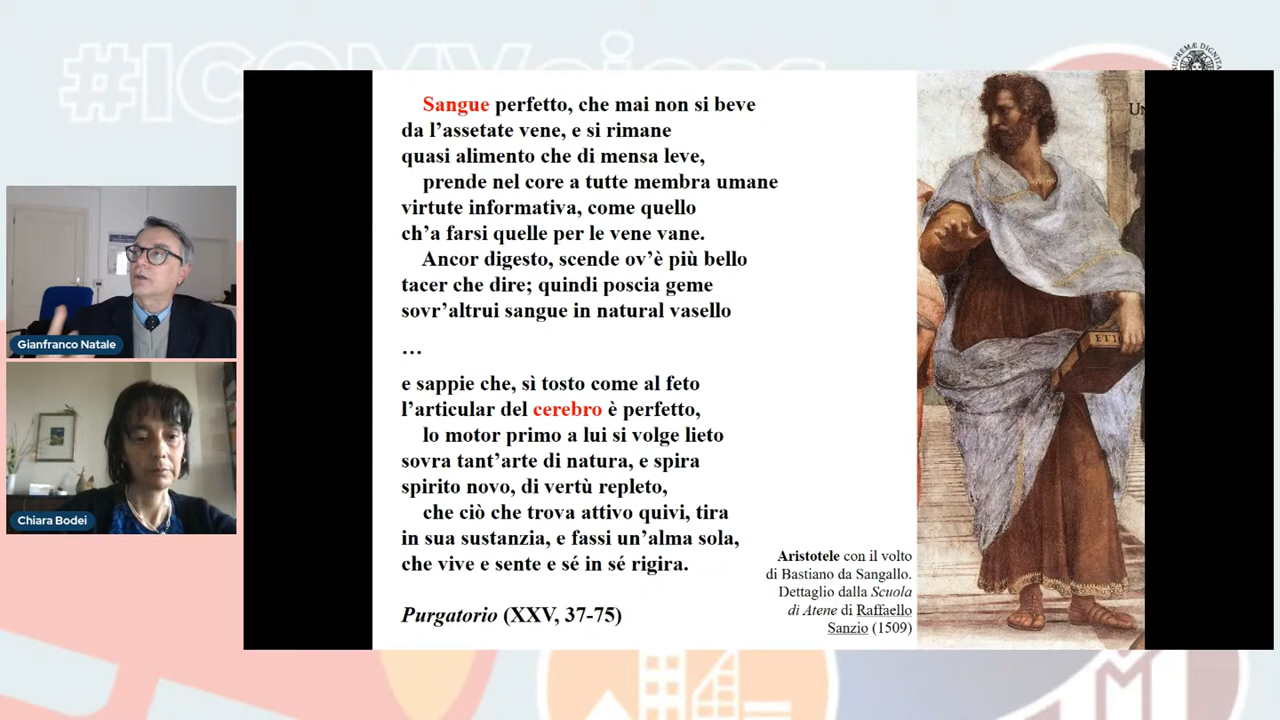 #ICOMVoices
SUPREMÆ DIGNITA
Sangue perfetto, che mai non si beve
da l’assetate vene, e si rimane
quasi alimento che di mensa leve,
prende nel core a tutte membra umane
virtute informativa, come quello
ch’a farsi quelle per le vene vane.
Ancor digesto, scende ov’è più bello
tacer che dire; quindi poscia geme
sovr’altrui sangue in natural vasello
…
e sappie che, sì tosto come al feto
l’articular del cerebro è perfetto,
lo motor primo a lui si volge lieto
sovra tant’arte di natura, e spira
spirito novo, di vertù repleto,
che ciò che trova attivo quivi, tira
in sua sustanzia, e fassi un’alma sola,
che vive e sente e sé in sé rigira.
Purgatorio (XXV, 37-75)
Aristotele con il volto
di Bastiano da Sangallo.
Dettaglio dalla Scuola
di Atene di Raffaello
Sanzio (1509)
ETI
Gianfranco Natale
Chiara Bodei